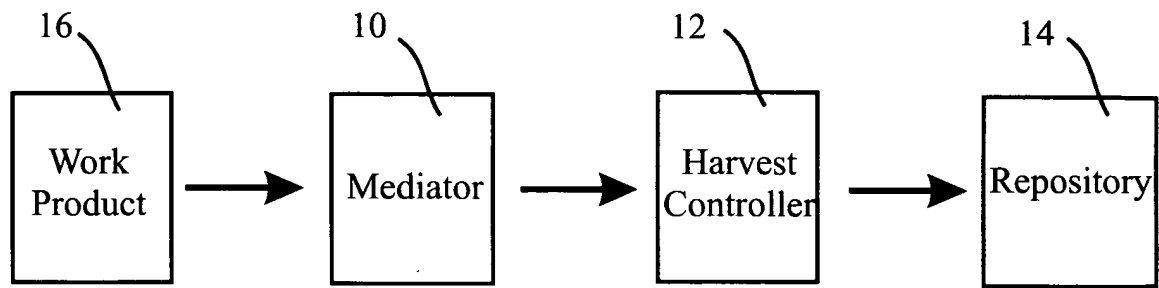 16
10
12
14
Work
Product
Mediator
Harvest
Controller
Repository